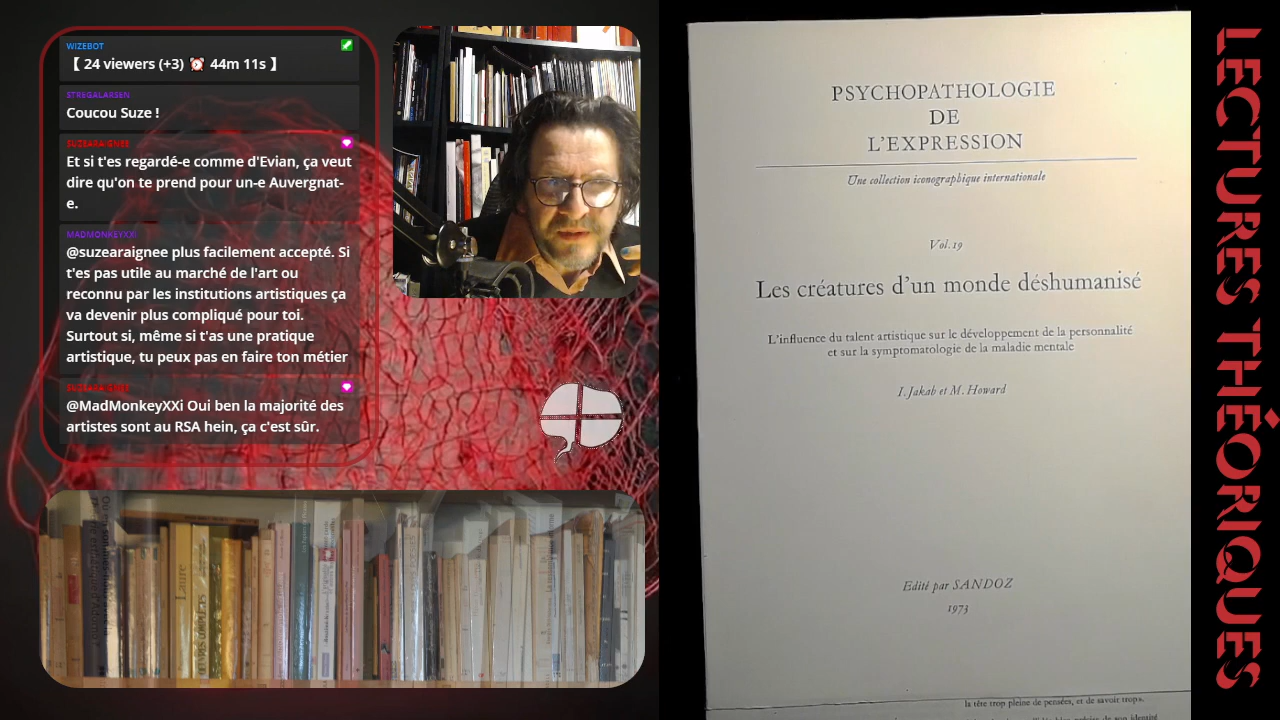 WIZEBOT
【 24 viewers (+3) ⏰ 44m 11s 】
STREGALARSEN
Coucou Suze !
SUZEARAIGNEE
Et si t'es regardé-e comme d'Evian, ça veut
dire qu'on te prend pour un-e Auvergnat-
e.
MADMONKEYXXI
@suzearaignee plus facilement accepté. Si
t'es pas utile au marché de l'art ou
reconnu par les institutions artistiques ça
va devenir plus compliqué pour toi.
Surtout si, même si t'as une pratique
artistique, tu peux pas en faire ton métier
SUZEARAIGNEE
@MadMonkeyXXi Oui ben la majorité des
artistes sont au RSA hein, ça c'est sûr.
Laure
PSYCHOPATHOLOGIE
DE
L'EXPRESSION
Une collection iconographique internationale
Vol. 19
Les créatures d'un monde déshumanisé
L'influence du talent artistique sur le développement de la personnalité
et sur la symptomatologie de la maladie mentale
I. Jakab et M. Howard
Edité par SANDOZ
1973
la tête trop pleine de pensées, et de savoir trops.
LECTURES THÉORIQUES